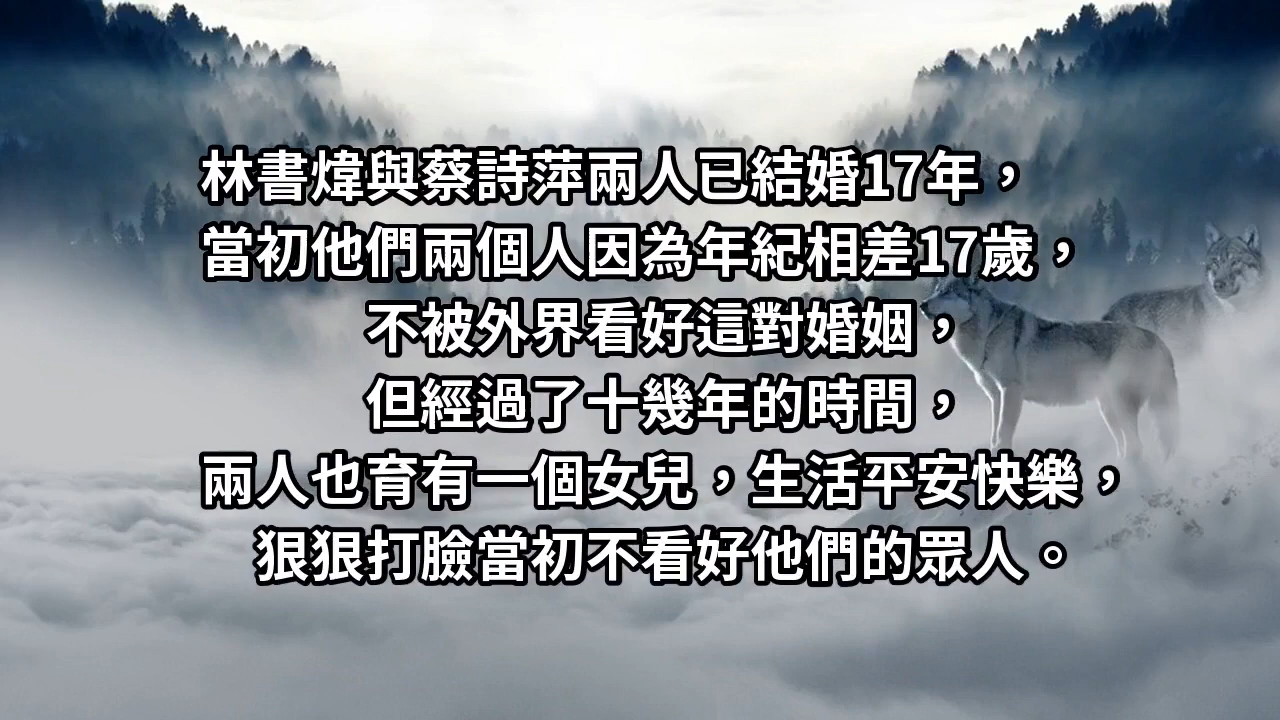 林書煒與蔡詩萍兩人已結婚17年，
當初他們兩個人因為年紀相差17歲，
不被外界看好這對婚姻，
但經過了十幾年的時間，
兩人也育有一個女兒，生活平安快樂，
狠狠打臉當初不看好他們的眾人。